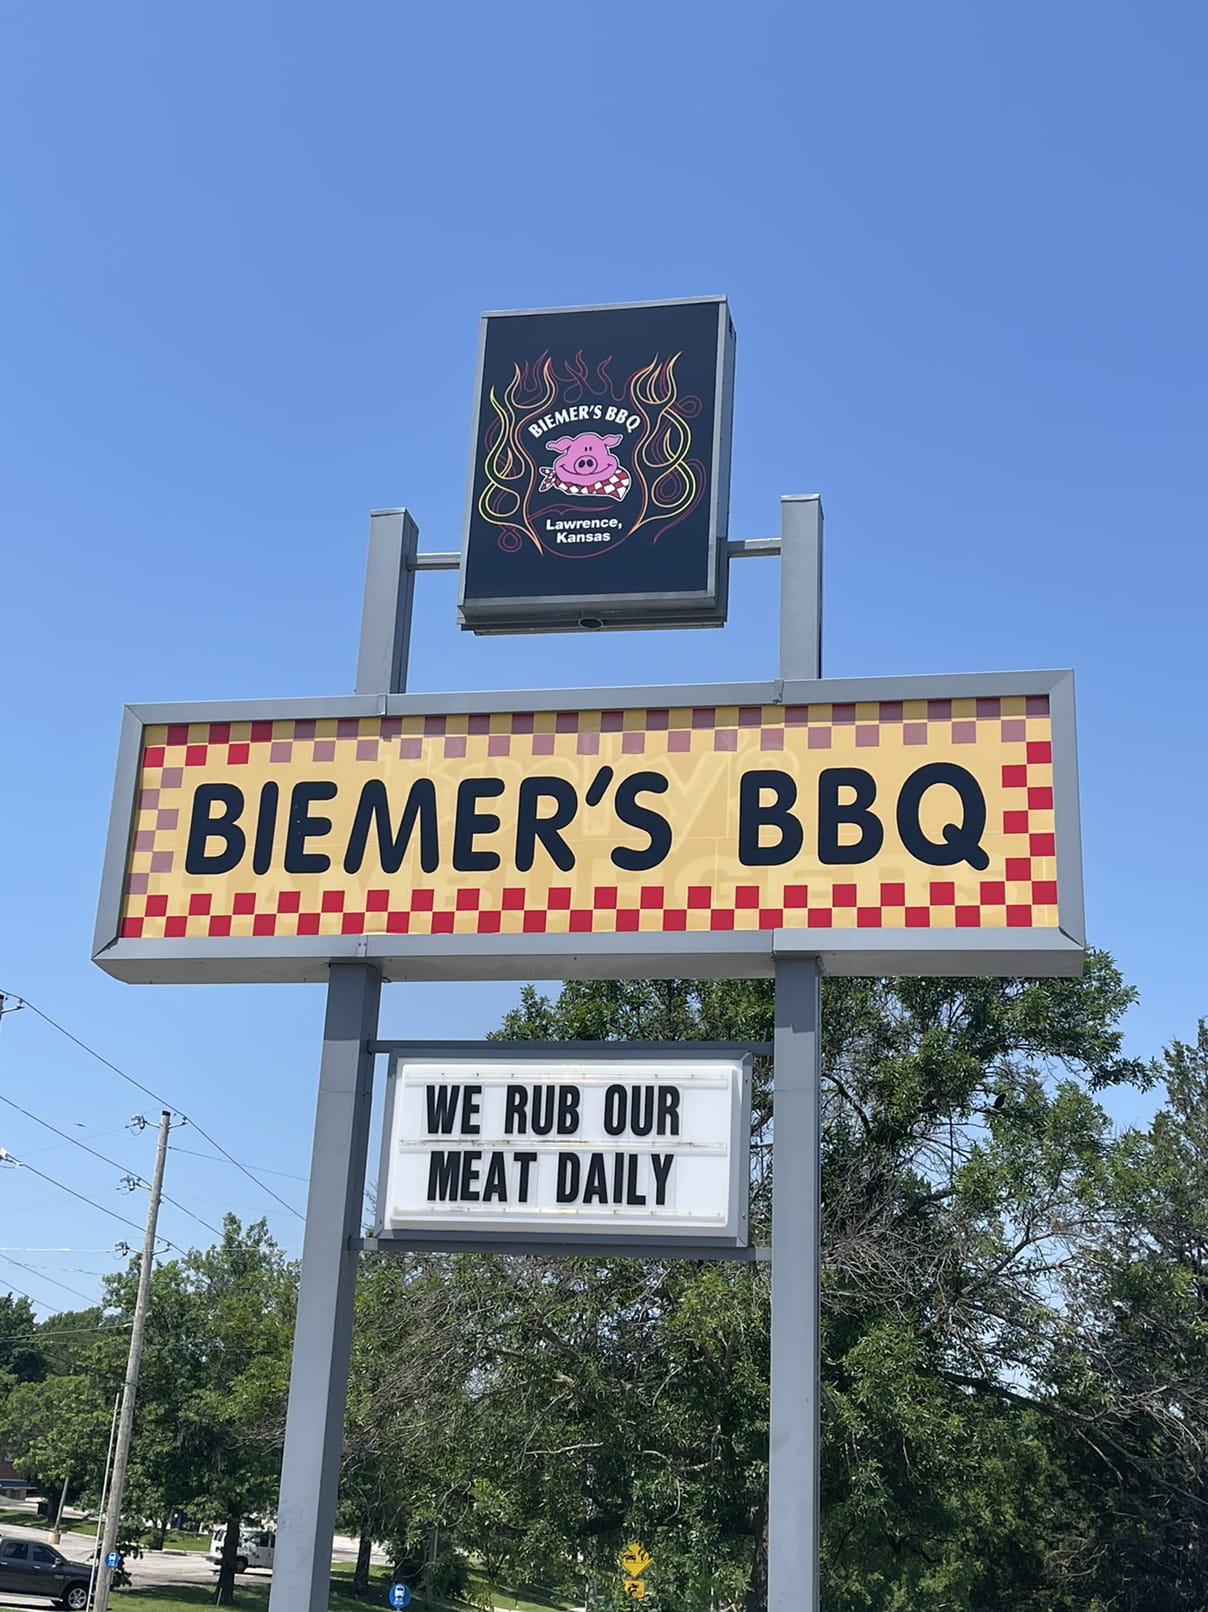 BIEMER'S BBQ
Lawrence,
Kansas
BIEMER'S BBQ
WE RUB OUR
MEAT DAILY